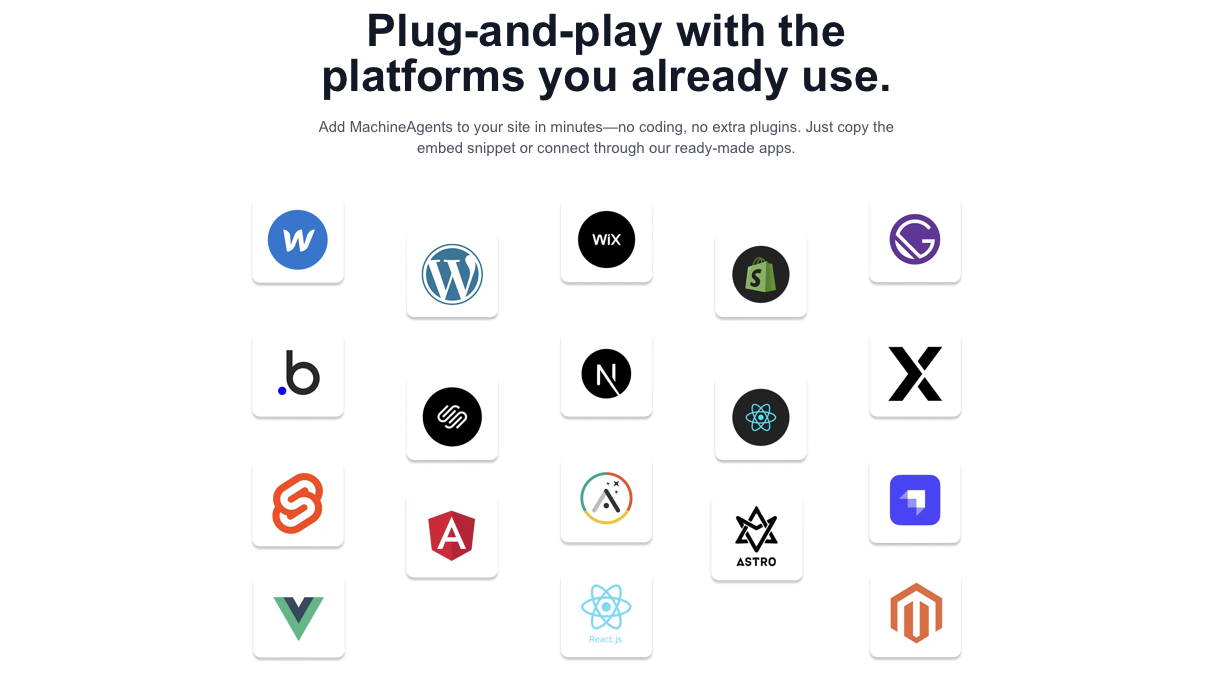 Plug-and-play with the
platforms you already use.
Add MachineAgents to your site in minutes—no coding, no extra plugins. Just copy the
embed snippet or connect through our ready-made apps.
W
WiX
W
S
G
b
N
X
S
A
ASTRO
V
React.js